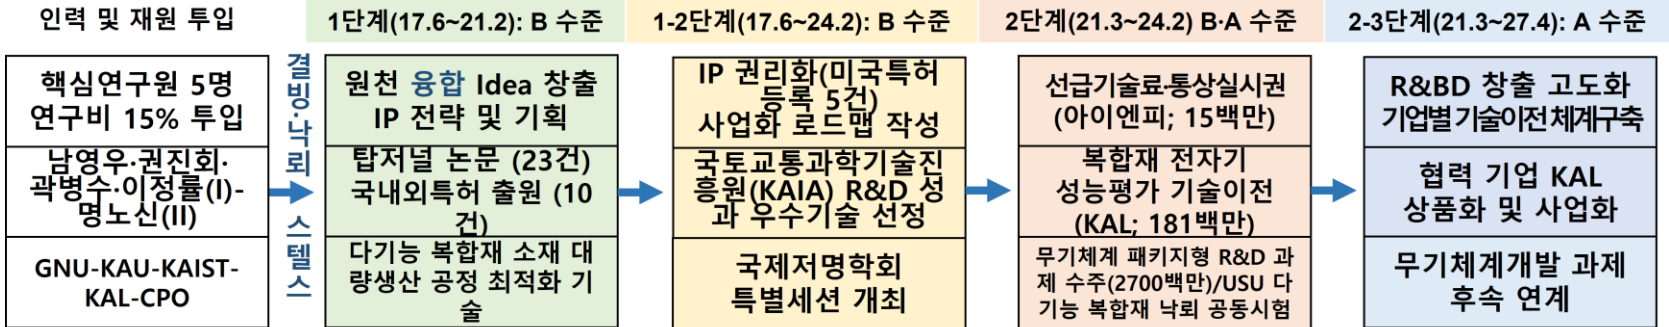 인력 및 재원 투입
핵심연구원 5명
연구비 15% 투입
남영우·권진회·
곽병수·이정률(I)-
명노신(II)
GNU-KAU-KAIST-
KAL-CPO
결빙·낙뢰
스텔스
1단계(17.6~21.2): B 수준
원천 융합 Idea 창출
IP 전략 및 기획
탑저널 논문 (23건)
국내외특허 출원 (10
건)
다기능 복합재 소재 대
량생산 공정 최적화 기
술
1-2단계(17.6~24.2): B 수준
IP 권리화(미국특허
등록 5건)
사업화 로드맵 작성
국토교통과학기술진
흥원(KAIA) R&D 성
과 우수기술 선정
국제저명학회
특별세션 개최
2단계(21.3~24.2) B·A 수준
선급기술료·통상실시권
(아이엔피; 15백만)
복합재 전자기
성능평가 기술이전
(KAL; 181백만)
무기체계 패키지형 R&D 과
제 수주(2700백만)/USU 다
기능 복합재 낙뢰 공동시험
2-3단계(21.3~27.4): A 수준
R&BD 창출 고도화
기업별 기술이전 체계구축
협력 기업 KAL
상품화 및 사업화
무기체계개발 과제
후속 연계